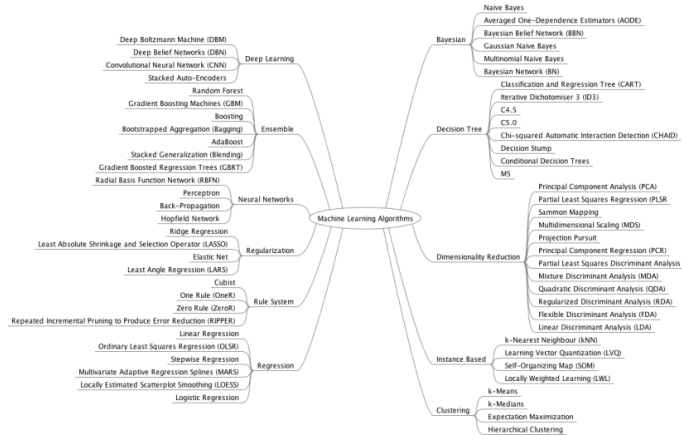 Deep Boltzmann Machine (DBM)
Deep Belief Networks (DBN)
Convolutional Neural Network (CNN)
Stacked Auto-Encoders
Deep Learning
Random Forest
Gradient Boosting Machines (GBM)
Boosting
Bootstrapped Aggregation (Bagging)
AdaBoost
Stacked Generalization (Blending)
Gradient Boosted Regression Trees (GBRT)
Ensemble
Radial Basis Function Network (RBFN)
Perceptron
Back-Propagation
Hopfield Network
Neural Networks
Ridge Regression
Least Absolute Shrinkage and Selection Operator (LASSO)
Elastic Net
Least Angle Regression (LARS)
Regularization
Cubist
One Rule (OneR)
Zero Rule (ZeroR)
Repeated Incremental Pruning to Produce Error Reduction (RIPPER)
Rule System
Linear Regression
Ordinary Least Squares Regression (OLSR)
Stepwise Regression
Multivariate Adaptive Regression Splines (MARS)
Locally Estimated Scatterplot Smoothing (LOESS)
Logistic Regression
Regression
Machine Learning Algorithms
Bayesian
Naive Bayes
Averaged One-Dependence Estimators (AODE)
Bayesian Belief Network (BBN)
Gaussian Naive Bayes
Multinomial Naive Bayes
Bayesian Network (BN)
Decision Tree
Classification and Regression Tree (CART)
Iterative Dichotomiser 3 (ID3)
C4.5
C5.0
Chi-squared Automatic Interaction Detection (CHAID)
Decision Stump
Conditional Decision Trees
M5
Dimensionality Reduction
Principal Component Analysis (PCA)
Partial Least Squares Regression (PLSR
Sammon Mapping
Multidimensional Scaling (MDS)
Projection Pursuit
Principal Component Regression (PCR)
Partial Least Squares Discriminant Analysis
Mixture Discriminant Analysis (MDA)
Quadratic Discriminant Analysis (QDA)
Regularized Discriminant Analysis (RDA)
Flexible Discriminant Analysis (FDA)
Linear Discriminant Analysis (LDA)
Instance Based
k-Nearest Neighbour (kNN)
Learning Vector Quantization (LVQ)
Self-Organizing Map (SOM)
Locally Weighted Learning (LWL)
Clustering
k-Means
k-Medians
Expectation Maximization
Hierarchical Clustering